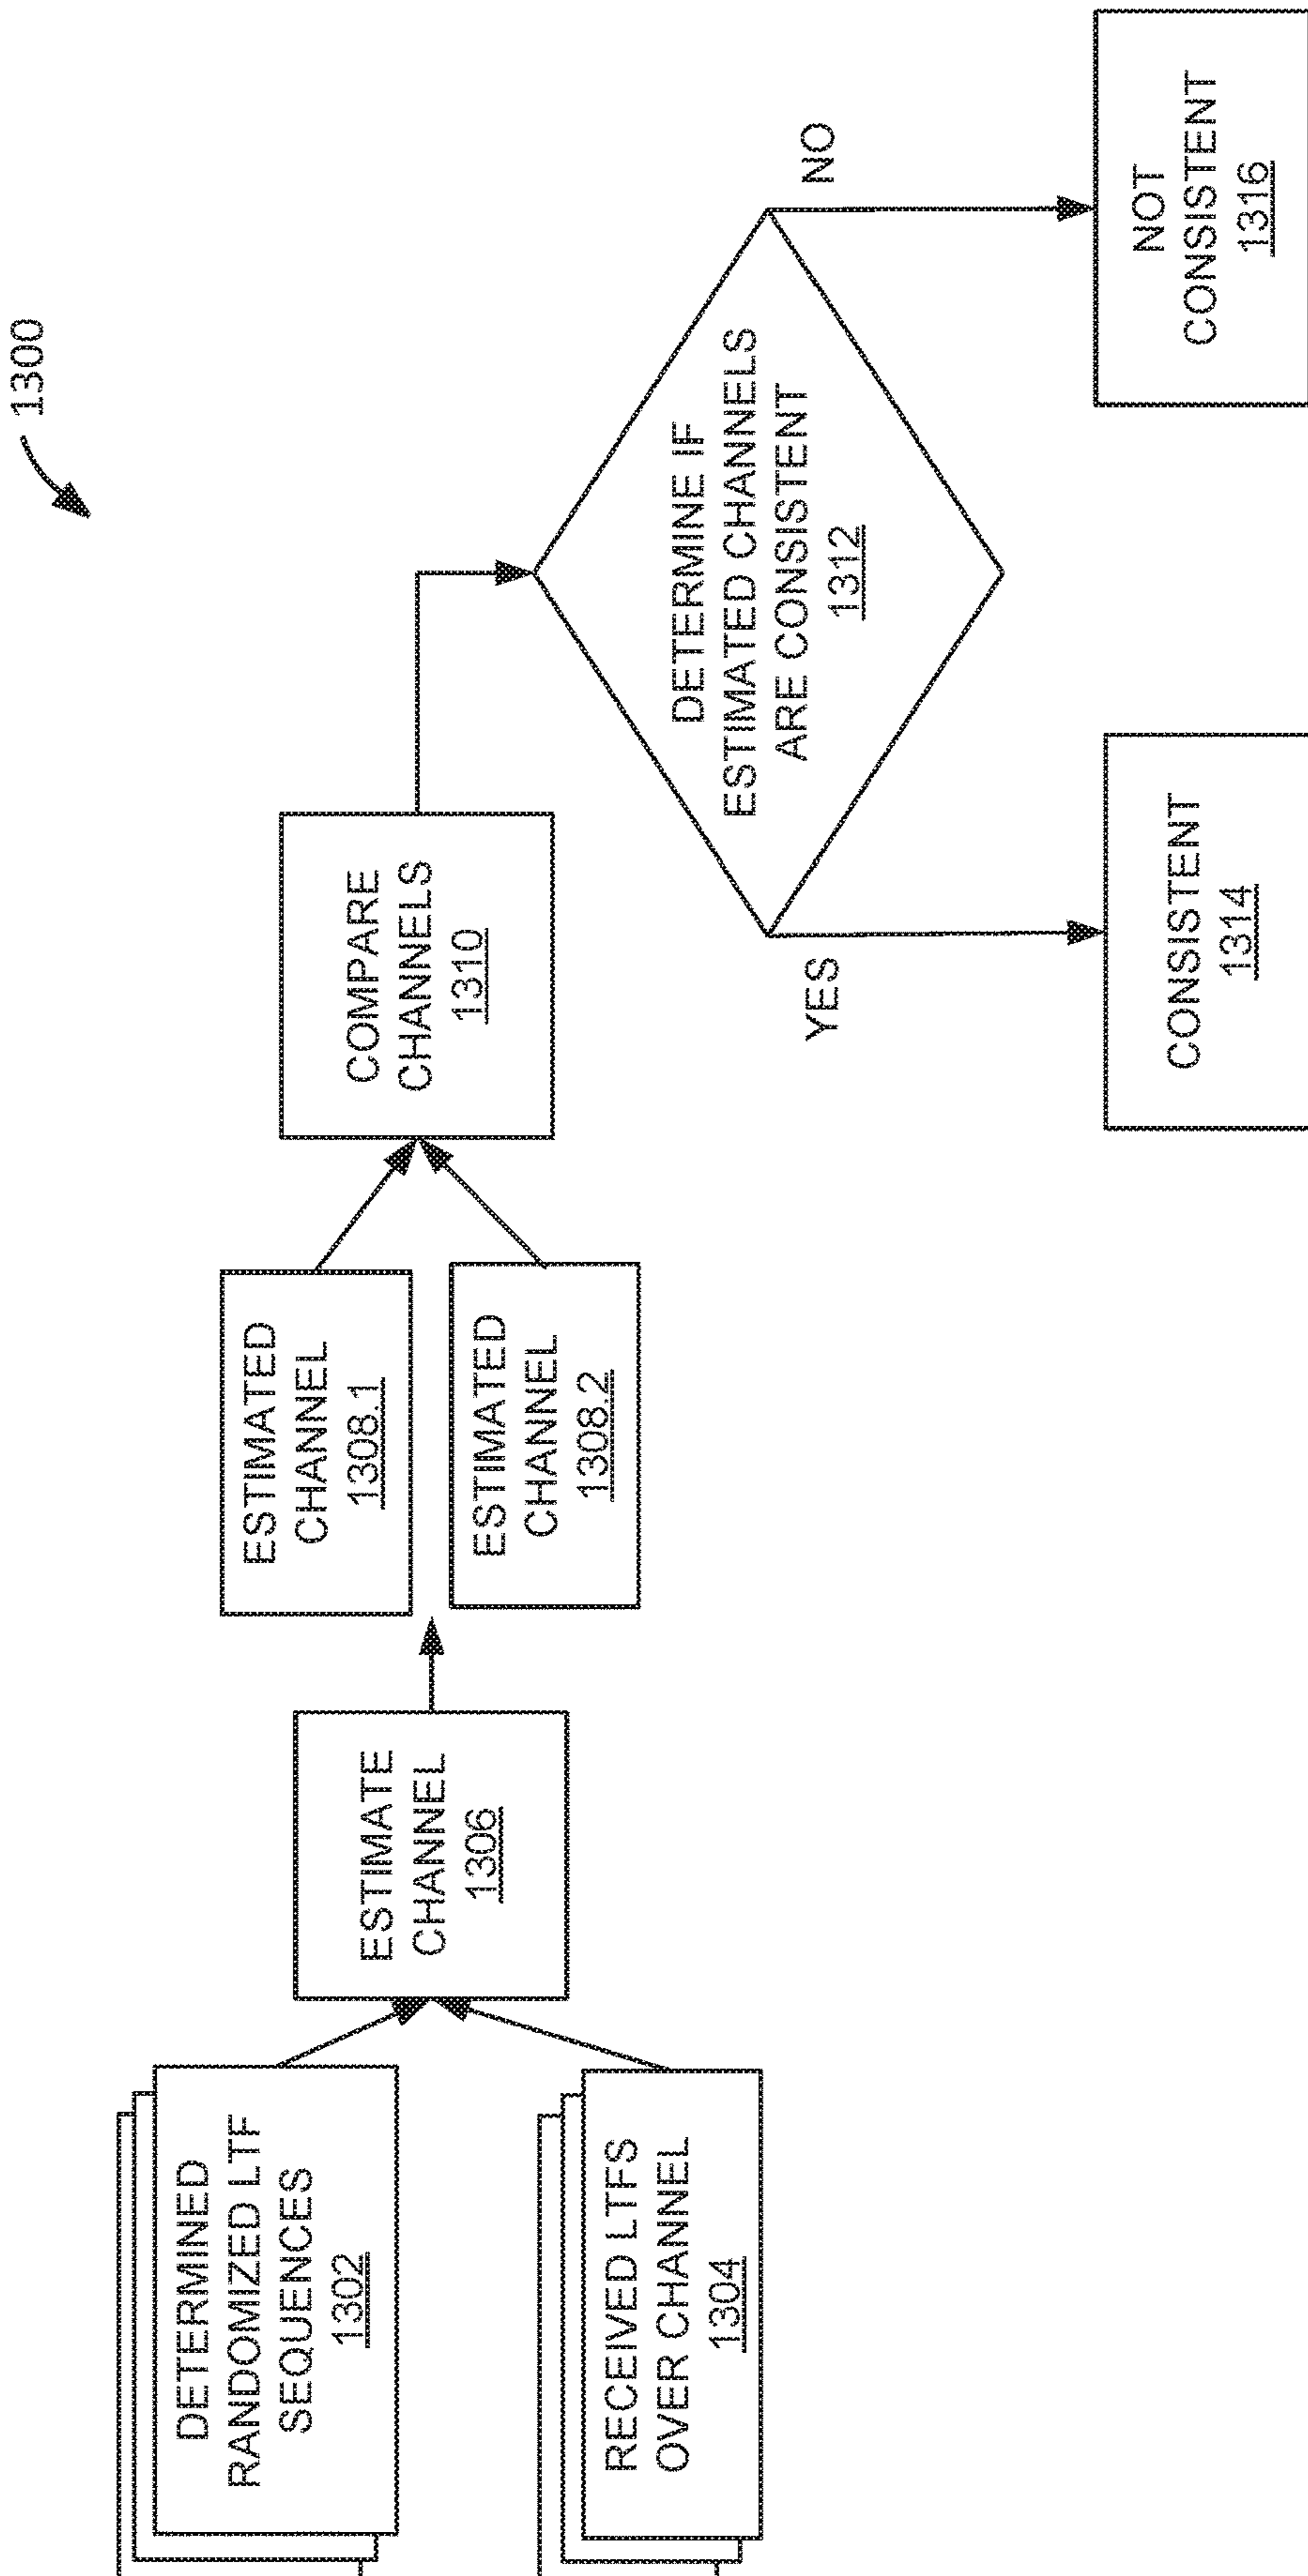 1300
DETERMINED
RANDOMIZED LTF
SEQUENCES
1302
RECEIVED LTFS
OVER CHANNEL
1304
ESTIMATE
CHANNEL
1306
ESTIMATED
CHANNEL
1308.1
ESTIMATED
CHANNEL
1308.2
COMPARE
CHANNELS
1310
DETERMINE IF
ESTIMATED CHANNELS
ARE CONSISTENT
1312
YES
NO
CONSISTENT
1314
NOT
CONSISTENT
1316